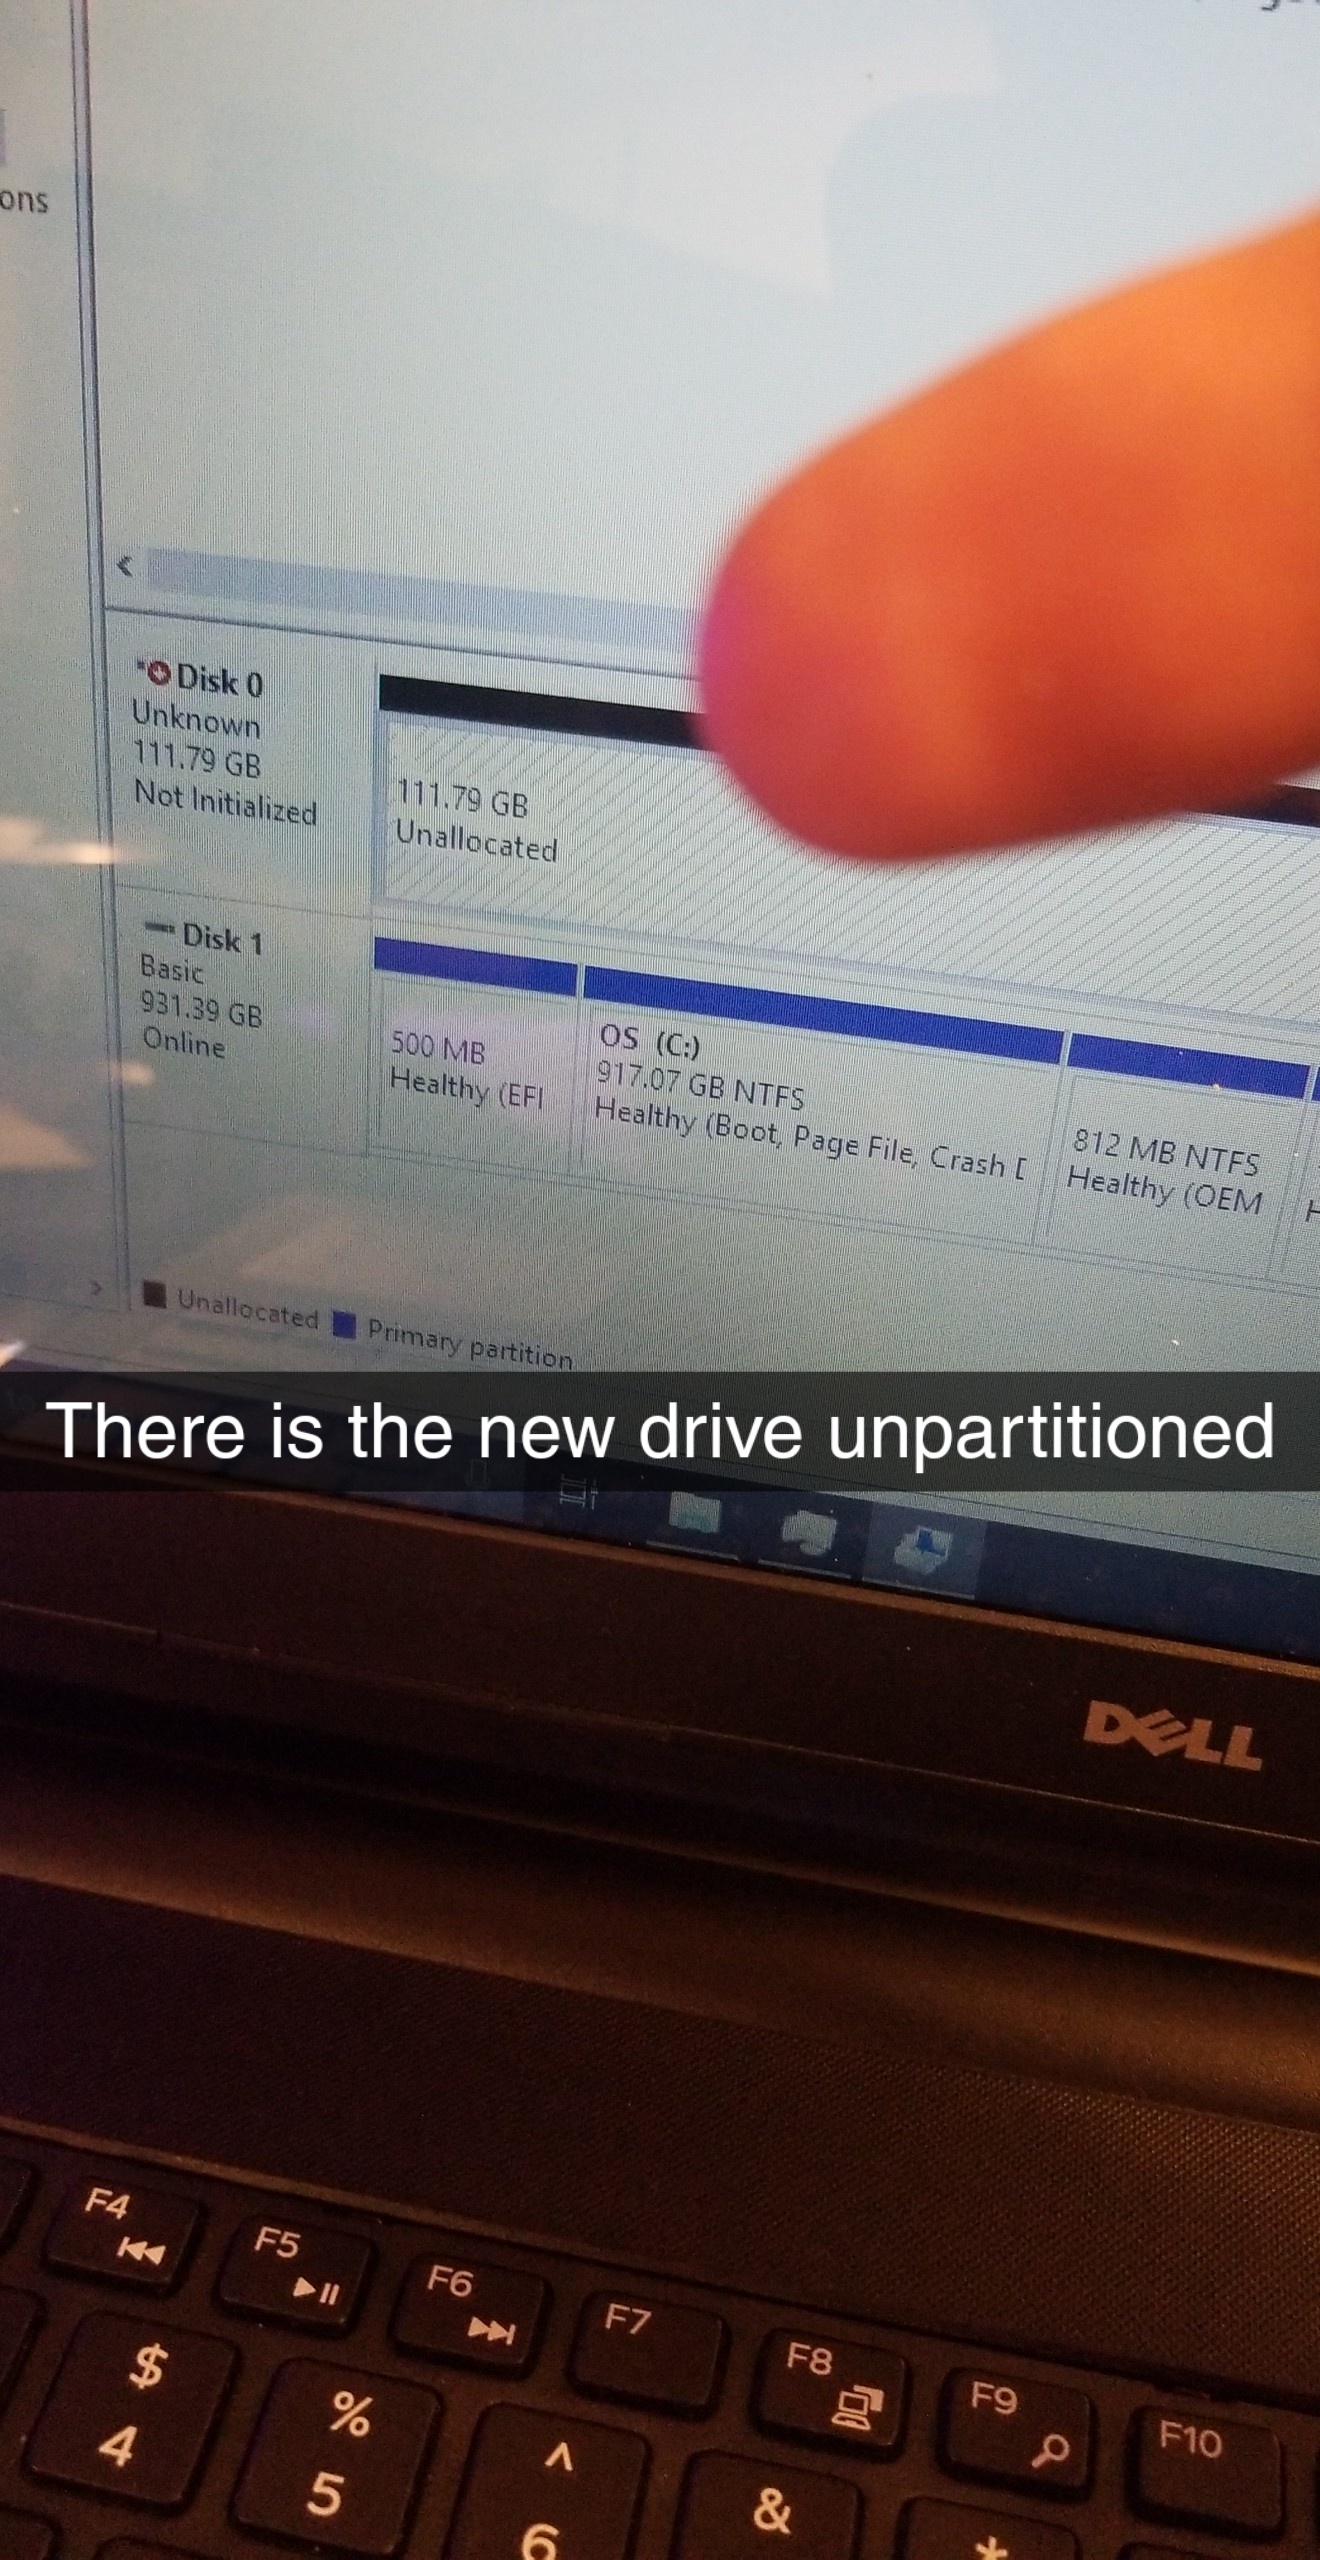 ons
Disk 0
Unknown
111.79 GB
Not Initialized
111.79 GB
Unallocated
Disk 1
Basic
931.39 GB
Online
500 MB
Healthy (EFI
OS (C:)
917.07 GB NTFS
Healthy (Boot, Page File, Crash D
812 MB NTFS
Healthy (OEM
H
Unallocated Primary partition
There is the new drive unpartitioned
DELL
F4 F5 F6 F7 F8 F9 F10
$ % ^ & *
4 5 6